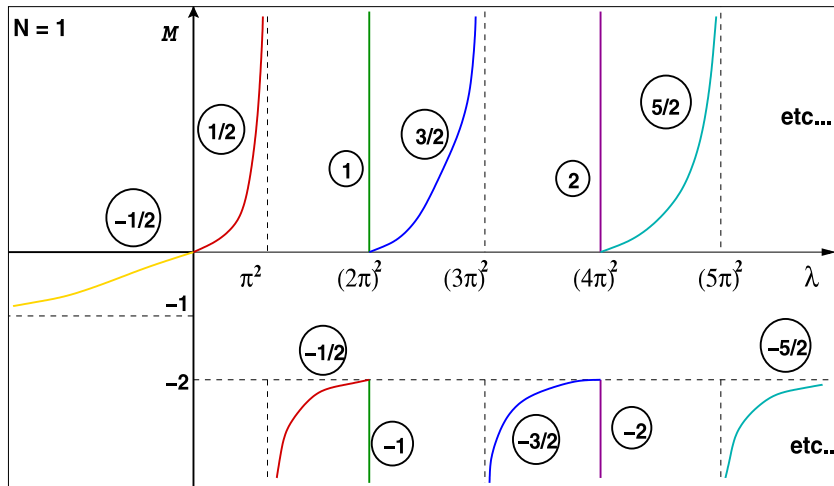 N = 1
M
1/2
3/2
5/2
etc...
1
2
−1/2
π²
(2π)²
(3π)²
(4π)²
(5π)²
λ
−1
−1/2
−5/2
−2
−1
−3/2
−2
etc..